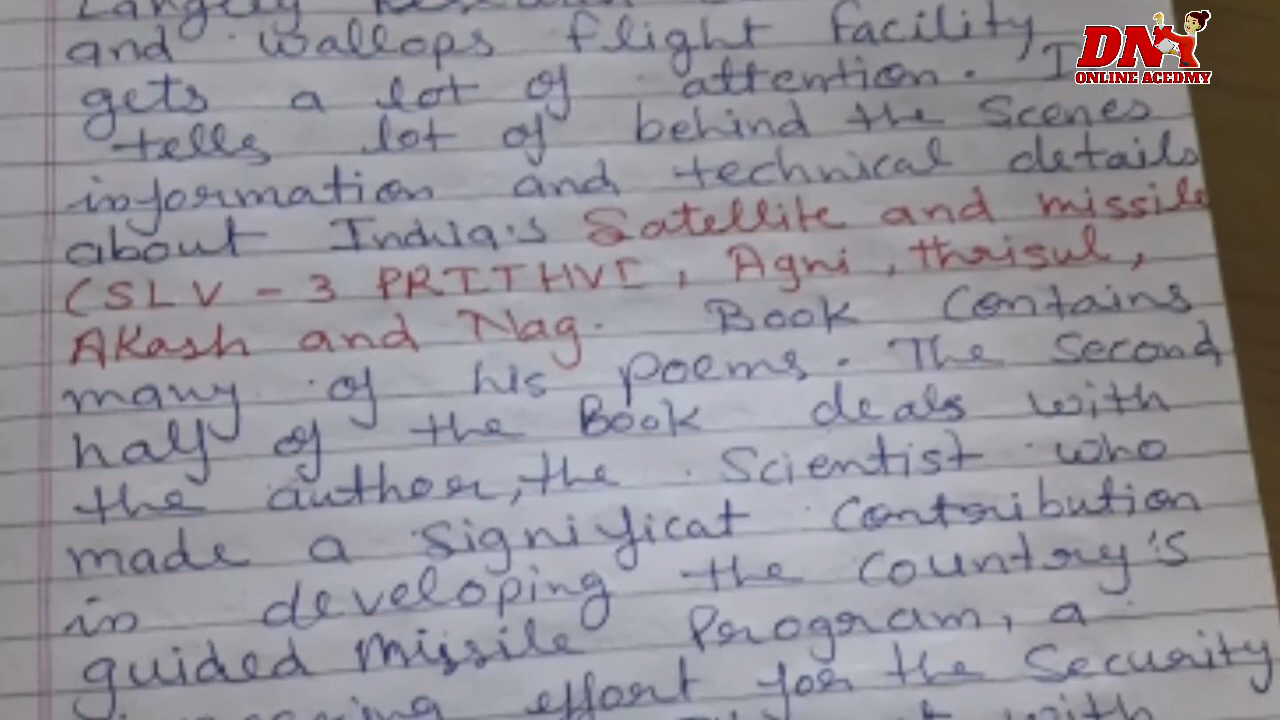 Langely Research
and wallops flight facility
gets a lot of attention. I
tells lot of behind the Scenes
information and technical details
about India's Satellite and missile
(SLV - 3 PRITHVI, Agni, thrisul,
AKash and Nag. Book Contains
many of his poems. The Second
half of the Book deals with
the author, the Scientist who
made a significat Contribution
in developing the Country's
guided Missile Program, a
effort for the Security
with
DNA
ONLINE ACEDMY